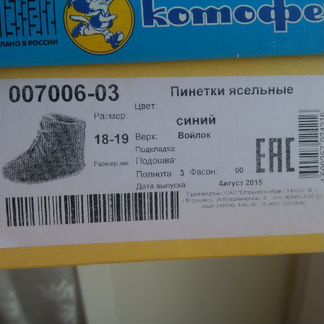 котофе
ЛАНО В РОССИИ
007006-03
Пинетки ясельные
Размер:
Цвет:
синий
18-19
Верх: Войлок
Подкладка
Размер.мм
Подошва:
Полнота 3 Фасон: 00
Дата выпуска: Август 2015
ЕАС